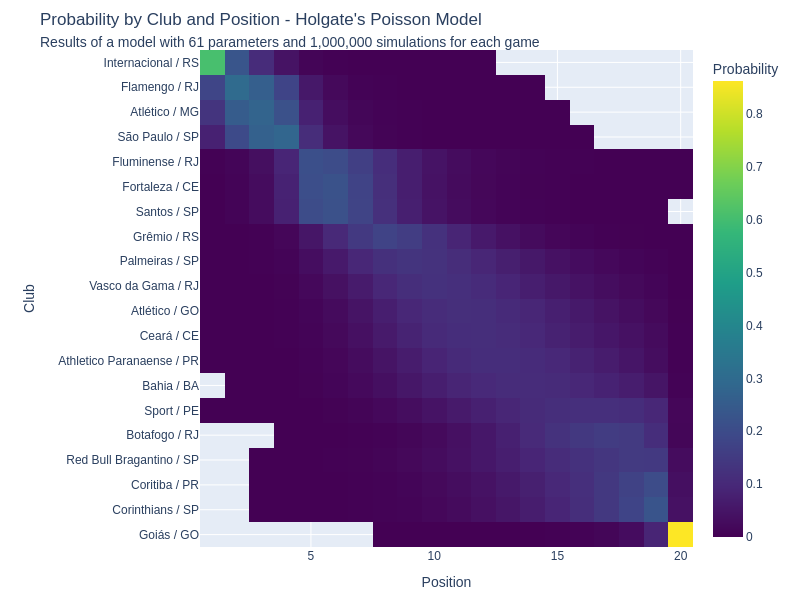 Probability by Club and Position - Holgate's Poisson Model
Results of a model with 61 parameters and 1,000,000 simulations for each game
Probability
Internacional / RS
Flamengo / RJ
Atlético / MG
São Paulo / SP
Fluminense / RJ
Fortaleza / CE
Santos / SP
Grêmio / RS
Palmeiras / SP
Vasco da Gama / RJ
Atlético / GO
Ceará / CE
Athletico Paranaense / PR
Bahia / BA
Sport / PE
Botafogo / RJ
Red Bull Bragantino / SP
Coritiba / PR
Corinthians / SP
Goiás / GO
Club
5
10
15
20
Position
0.8
0.7
0.6
0.5
0.4
0.3
0.2
0.1
0